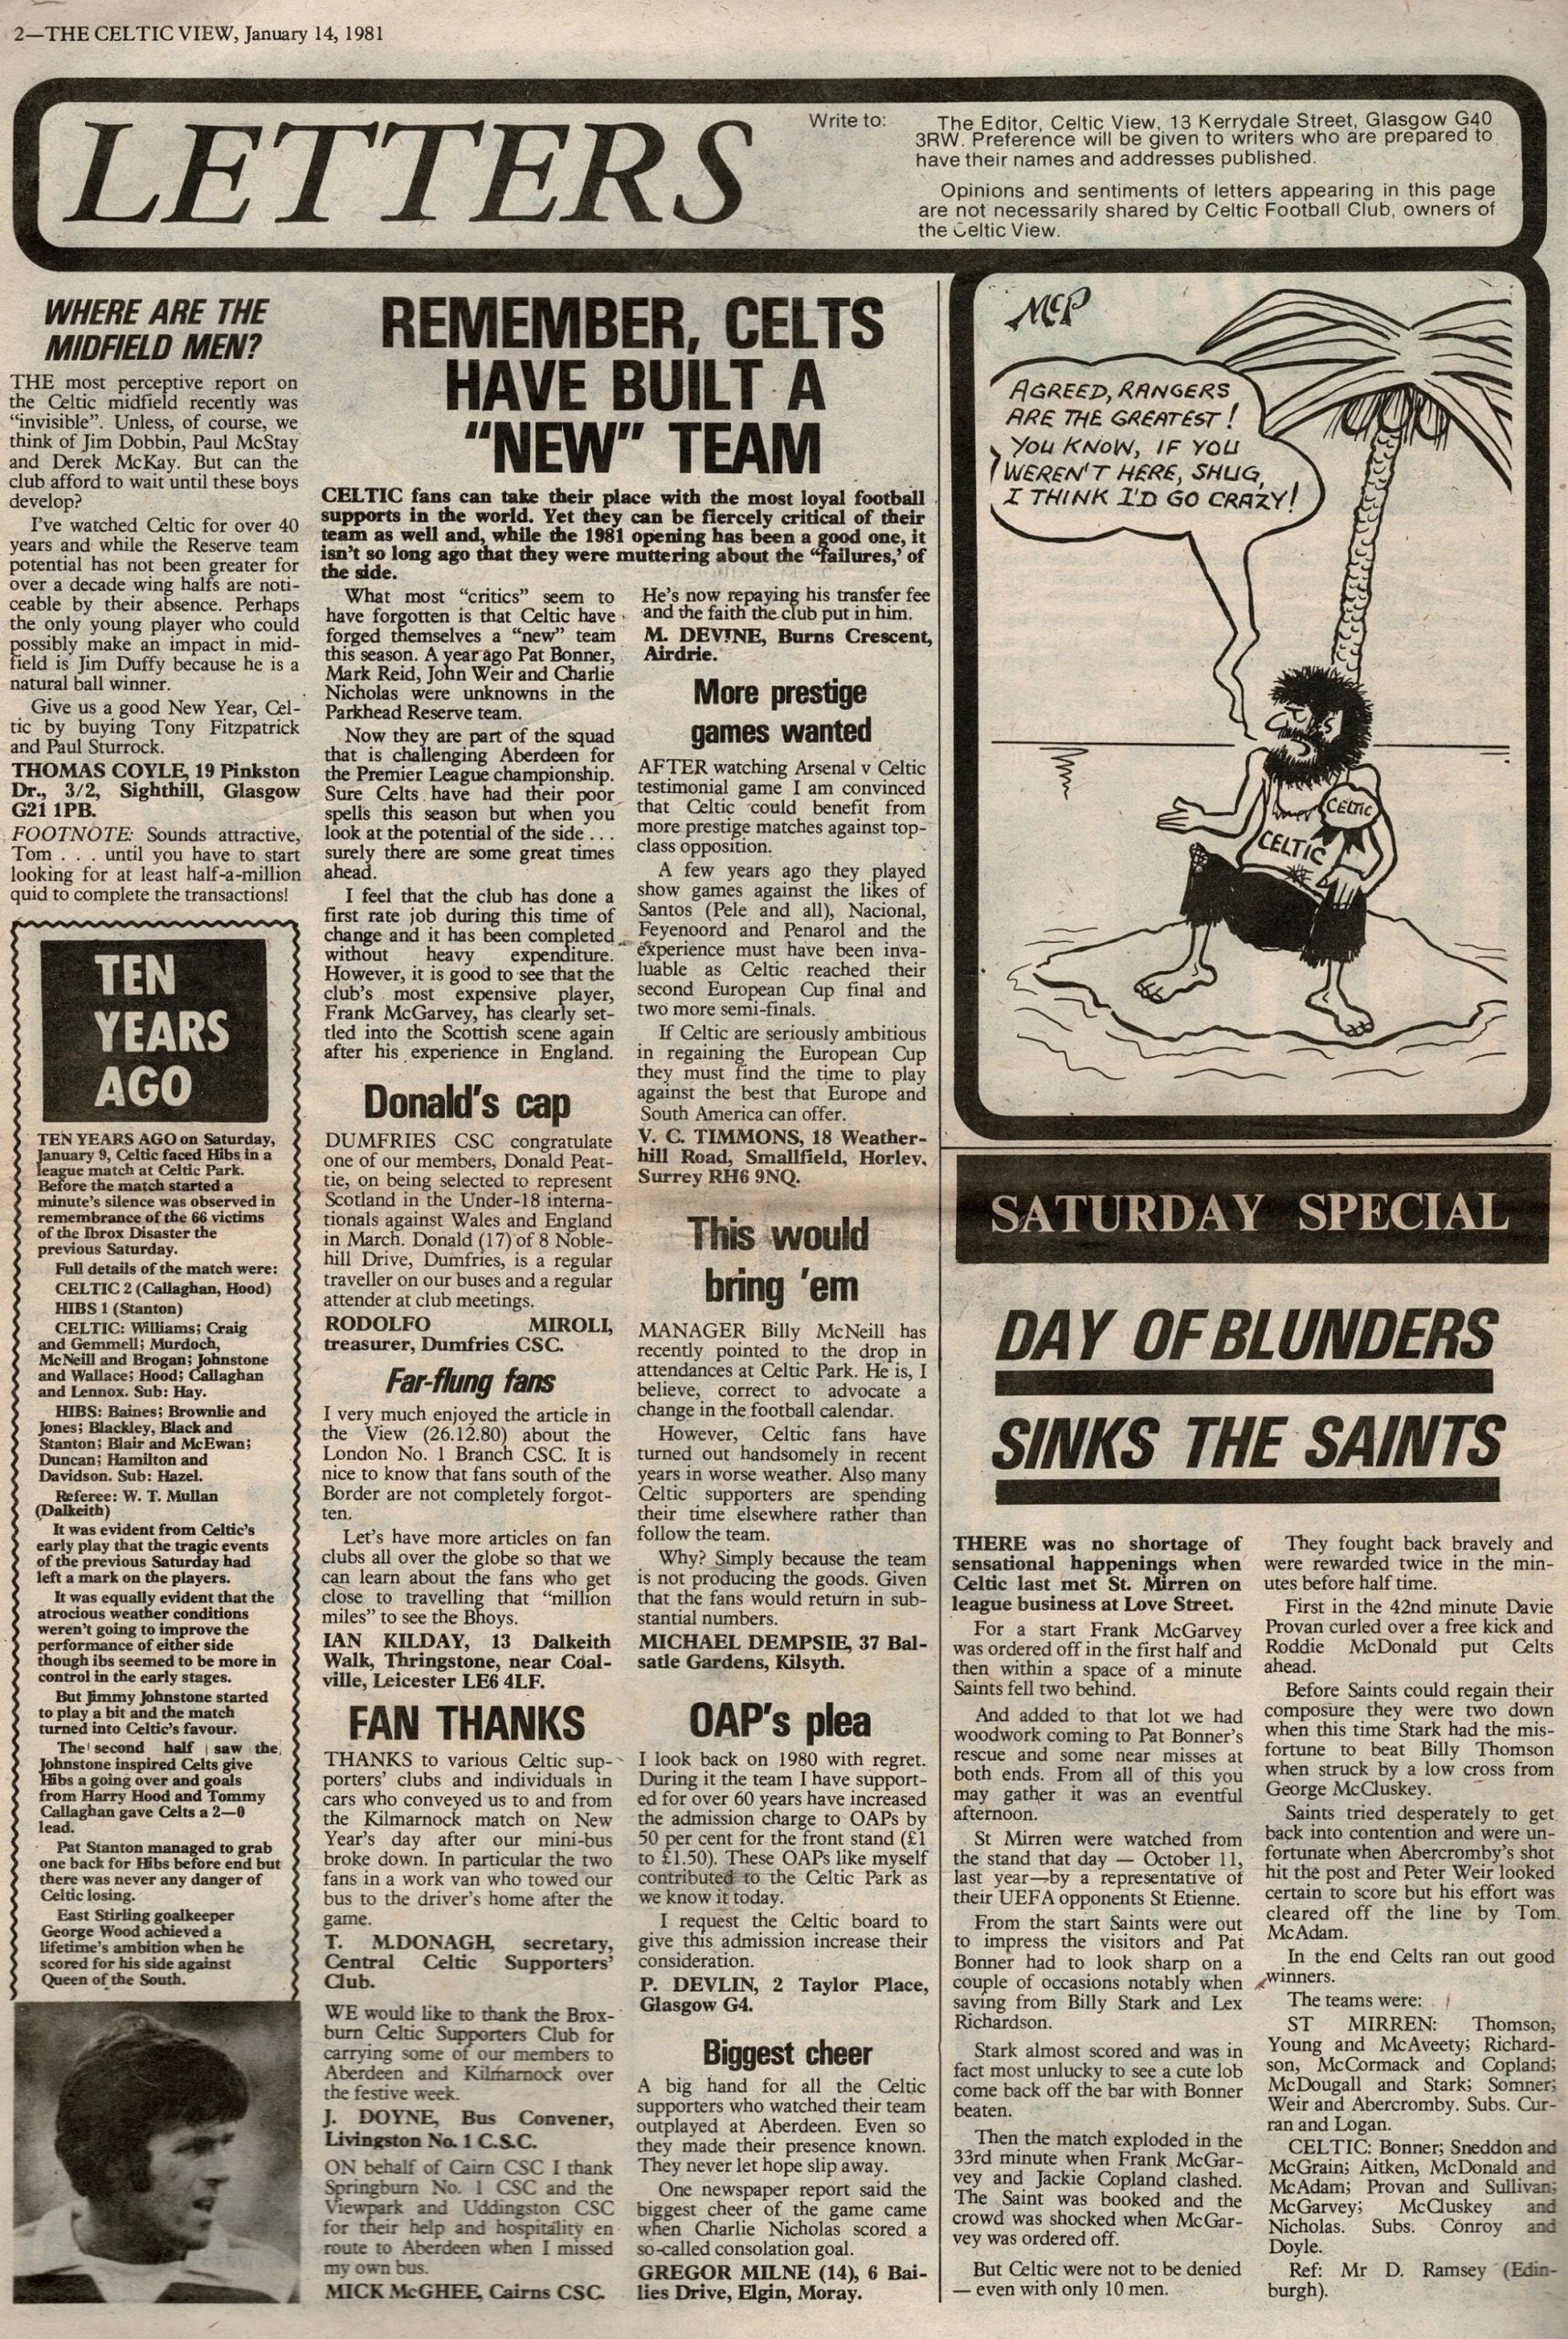 2—THE CELTIC VIEW, January 14, 1981
LETTERS
Write to:
The Editor, Celtic View, 13 Kerrydale Street, Glasgow G40
3RW. Preference will be given to writers who are prepared to
have their names and addresses published.
Opinions and sentiments of letters appearing in this page
are not necessarily shared by Celtic Football Club, owners of
the Celtic View.
WHERE ARE THE
MIDFIELD MEN?
THE most perceptive report on
the Celtic midfield recently was
“invisible”. Unless, of course, we
think of Jim Dobbin, Paul McStay
and Derek McKay. But can the
club afford to wait until these boys
develop?
I've watched Celtic for over 40
years and while the Reserve team
potential has not been greater for
over a decade wing halfs are noti-
ceable by their absence. Perhaps
the only young player who could
possibly make an impact in mid-
field is Jim Duffy because he is a
natural ball winner.
Give us a good New Year, Cel-
tic by buying Tony Fitzpatrick
and Paul Sturrock.
THOMAS COYLE, 19 Pinkston
Dr., 3/2, Sighthill, Glasgow
G21 1PB.
FOOTNOTE: Sounds attractive,
Tom . . . until you have to start
looking for at least half-a-million
quid to complete the transactions!
TEN
YEARS
AGO
TEN YEARS AGO on Saturday,
January 9, Celtic faced Hibs in a
league match at Celtic Park.
Before the match started a
minute's silence was observed in
remembrance of the 66 victims
of the Ibrox Disaster the
previous Saturday.
Full details of the match were:
CELTIC 2 (Callaghan, Hood)
HIBS 1 (Stanton)
CELTIC: Williams; Craig
and Gemmell; Murdoch,
McNeill and Brogan; Johnstone
and Wallace; Hood; Callaghan
and Lennox. Sub: Hay.
HIBS: Baines; Brownlie and
Jones; Blackley, Black and
Stanton; Blair and McEwan;
Duncan; Hamilton and
Davidson. Sub: Hazel.
Referee: W. T. Mullan
(Dalkeith)
It was evident from Celtic's
early play that the tragic events
of the previous Saturday had
left a mark on the players.
It was equally evident that the
atrocious weather conditions
weren't going to improve the
performance of either side
though ibs seemed to be more in
control in the early stages.
But Jimmy Johnstone started
to play a bit and the match
turned into Celtic's favour.
The second half saw the
Johnstone inspired Celts give
Hibs a going over and goals
from Harry Hood and Tommy
Callaghan gave Celts a 2—0
lead.
Pat Stanton managed to grab
one back for Hibs before end but
there was never any danger of
Celtic losing.
East Stirling goalkeeper
George Wood achieved a
lifetime's ambition when he
scored for his side against
Queen of the South.
REMEMBER, CELTS
HAVE BUILT A
“NEW” TEAM
CELTIC fans can take their place with the most loyal football
supports in the world. Yet they can be fiercely critical of their
team as well and, while the 1981 opening has been a good one, it
isn't so long ago that they were muttering about the “failures,’ of
the side.
What most “critics” seem to
have forgotten is that Celtic have
forged themselves a “new” team
this season. A year ago Pat Bonner,
Mark Reid, John Weir and Charlie
Nicholas were unknowns in the
Parkhead Reserve team.
Now they are part of the squad
that is challenging Aberdeen for
the Premier League championship.
Sure Celts have had their poor
spells this season but when you
look at the potential of the side . . .
surely there are some great times
ahead.
I feel that the club has done a
first rate job during this time of
change and it has been completed
without heavy expenditure.
However, it is good to see that the
club's most expensive player,
Frank McGarvey, has clearly set-
tled into the Scottish scene again
after his experience in England.
He's now repaying his transfer fee
and the faith the club put in him.
M. DEVINE, Burns Crescent,
Airdrie.
Donald's cap
DUMFRIES CSC congratulate
one of our members, Donald Peat-
tie, on being selected to represent
Scotland in the Under-18 interna-
tionals against Wales and England
in March. Donald (17) of 8 Noble-
hill Drive, Dumfries, is a regular
traveller on our buses and a regular
attender at club meetings.
RODOLFO MIROLI,
treasurer, Dumfries CSC.
Far-flung fans
I very much enjoyed the article in
the View (26.12.80) about the
London No. 1 Branch CSC. It is
nice to know that fans south of the
Border are not completely forgot-
ten.
Let's have more articles on fan
clubs all over the globe so that we
can learn about the fans who get
close to travelling that “million
miles” to see the Bhoys.
IAN KILDAY, 13 Dalkeith
Walk, Thringstone, near Coal-
ville, Leicester LE6 4LF.
FAN THANKS
THANKS to various Celtic sup-
porters' clubs and individuals in
cars who conveyed us to and from
the Kilmarnock match on New
Year's day after our mini-bus
broke down. In particular the two
fans in a work van who towed our
bus to the driver's home after the
game.
T. M.DONAGH, secretary,
Central Celtic Supporters'
Club.
WE would like to thank the Brox-
burn Celtic Supporters Club for
carrying some of our members to
Aberdeen and Kilmarnock over
the festive week.
J. DOYNE, Bus Convener,
Livingston No. 1 C.S.C.
ON behalf of Cairn CSC I thank
Springburn No. 1 CSC and the
Viewpark and Uddingston CSC
for their help and hospitality en
route to Aberdeen when I missed
my own bus.
MICK McGHEE, Cairns CSC.
More prestige
games wanted
AFTER watching Arsenal v Celtic
testimonial game I am convinced
that Celtic could benefit from
more prestige matches against top-
class opposition.
A few years ago they played
show games against the likes of
Santos (Pele and all), Nacional,
Feyenoord and Penarol and the
experience must have been inva-
luable as Celtic reached their
second European Cup final and
two more semi-finals.
If Celtic are seriously ambitious
in regaining the European Cup
they must find the time to play
against the best that Europe and
South America can offer.
V. C. TIMMONS, 18 Weather-
hill Road, Smallfield, Horley,
Surrey RH6 9NQ.
This would
bring 'em
MANAGER Billy McNeill has
recently pointed to the drop in
attendances at Celtic Park. He is, I
believe, correct to advocate a
change in the football calendar.
However, Celtic fans have
turned out handsomely in recent
years in worse weather. Also many
Celtic supporters are spending
their time elsewhere rather than
follow the team.
Why? Simply because the team
is not producing the goods. Given
that the fans would return in sub-
stantial numbers.
MICHAEL DEMPSIE, 37 Bal-
satle Gardens, Kilsyth.
OAP's plea
I look back on 1980 with regret.
During it the team I have support-
ed for over 60 years have increased
the admission charge to OAPs by
50 per cent for the front stand (£1
to £1.50). These OAPs like myself
contributed to the Celtic Park as
we know it today.
I request the Celtic board to
give this admission increase their
consideration.
P. DEVLIN, 2 Taylor Place,
Glasgow G4.
Biggest cheer
A big hand for all the Celtic
supporters who watched their team
outplayed at Aberdeen. Even so
they made their presence known.
They never let hope slip away.
One newspaper report said the
biggest cheer of the game came
when Charlie Nicholas scored a
so-called consolation goal.
GREGOR MILNE (14), 6 Bai-
lies Drive, Elgin, Moray.
McP
AGREED, RANGERS
ARE THE GREATEST!
YOU KNOW, IF YOU
WEREN'T HERE, SHUG,
I THINK I'D GO CRAZY!
CELTIC
CELTIC
SATURDAY SPECIAL
DAY OF BLUNDERS
SINKS THE SAINTS
THERE was no shortage of
sensational happenings when
Celtic last met St. Mirren on
league business at Love Street.
For a start Frank McGarvey
was ordered off in the first half and
then within a space of a minute
Saints fell two behind.
And added to that lot we had
woodwork coming to Pat Bonner's
rescue and some near misses at
both ends. From all of this you
may gather it was an eventful
afternoon.
St Mirren were watched from
the stand that day — October 11,
last year—by a representative of
their UEFA opponents St Etienne.
From the start Saints were out
to impress the visitors and Pat
Bonner had to look sharp on a
couple of occasions notably when
saving from Billy Stark and Lex
Richardson.
Stark almost scored and was in
fact most unlucky to see a cute lob
come back off the bar with Bonner
beaten.
Then the match exploded in the
33rd minute when Frank McGar-
vey and Jackie Copland clashed.
The Saint was booked and the
crowd was shocked when McGar-
vey was ordered off.
But Celtic were not to be denied
— even with only 10 men.
They fought back bravely and
were rewarded twice in the min-
utes before half time.
First in the 42nd minute Davie
Provan curled over a free kick and
Roddie McDonald put Celts
ahead.
Before Saints could regain their
composure they were two down
when this time Stark had the mis-
fortune to beat Billy Thomson
when struck by a low cross from
George McCluskey.
Saints tried desperately to get
back into contention and were un-
fortunate when Abercromby's shot
hit the post and Peter Weir looked
certain to score but his effort was
cleared off the line by Tom
McAdam.
In the end Celts ran out good
winners.
The teams were:
ST MIRREN: Thomson;
Young and McAveety; Richard-
son, McCormack and Copland;
McDougall and Stark; Somner;
Weir and Abercromby. Subs. Cur-
ran and Logan.
CELTIC: Bonner; Sneddon and
McGrain; Aitken, McDonald and
McAdam; Provan and Sullivan;
McGarvey; McCluskey and
Nicholas. Subs. Conroy and
Doyle.
Ref: Mr D. Ramsey (Edin-
burgh).